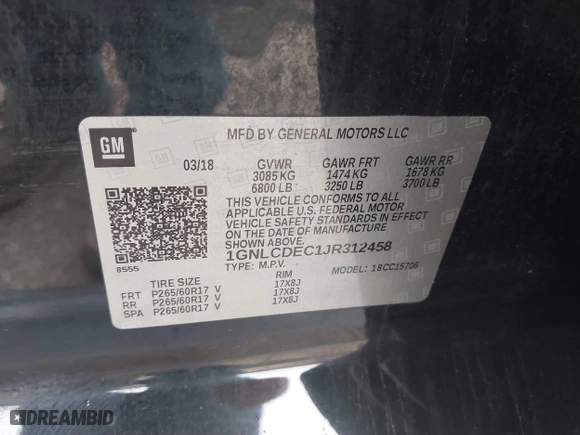 GM
MFD BY GENERAL MOTORS LLC
03/18
GVWR
3085 KG
6800 LB
GAWR FRT
1474 KG
3250 LB
GAWR RR
1678 KG
3700 LB
THIS VEHICLE CONFORMS TO ALL
APPLICABLE U.S. FEDERAL MOTOR
VEHICLE SAFETY STANDARDS IN EFFECT
ON THE DATE OF MANUFACTURE
SHOWN ABOVE.
1GNLCDEC1JR312458
TYPE: M.P.V.
MODEL: 18CC15706
8555
TIRE SIZE
RIM
FRT P265/60R17 V 17X8J
RR P265/60R17 V 17X8J
SPA P265/60R17 V 17X8J
DREAMBID